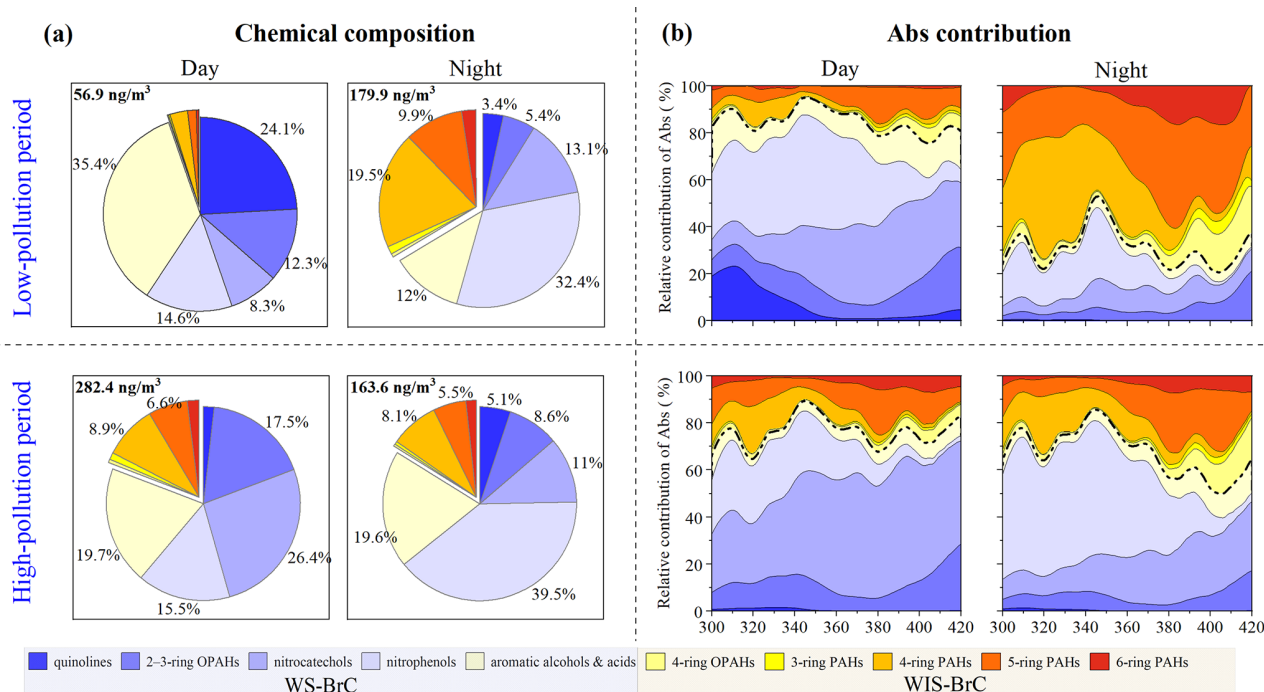 (a) Chemical composition
(b) Abs contribution
Day Night
Day Night
Low-pollution period
56.9 ng/m³
24.1%
12.3%
8.3%
14.6%
35.4%
179.9 ng/m³
3.4%
5.4%
13.1%
32.4%
12%
19.5%
9.9%
Relative contribution of Abs ( %)
100
80
60
40
20
0
High-pollution period
282.4 ng/m³
17.5%
26.4%
15.5%
19.7%
8.9%
6.6%
163.6 ng/m³
5.1%
8.6%
11%
39.5%
19.6%
8.1%
5.5%
Relative contribution of Abs (%)
100
80
60
40
20
0
300 320 340 360 380 400 420
300 320 340 360 380 400 420
quinolines 2–3-ring OPAHs nitrocatechols nitrophenols aromatic alcohols & acids
WS-BrC
4-ring OPAHs 3-ring PAHs 4-ring PAHs 5-ring PAHs 6-ring PAHs
WIS-BrC